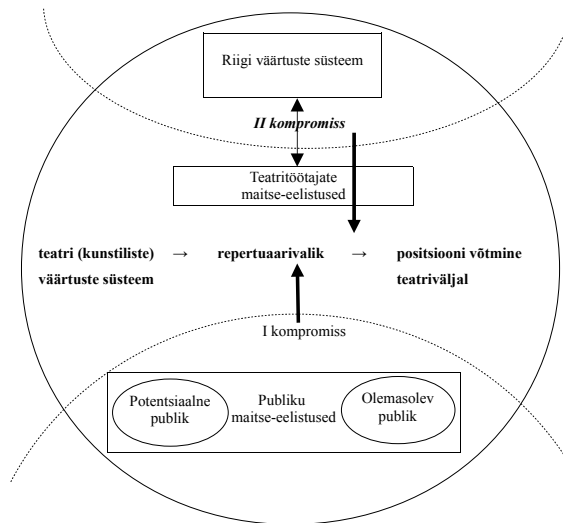 Riigi väärtuste süsteem
II kompromiss
Teatritöötajate
maitse-eelistused
teatri (kunstiliste) → repertuaarivalik → positsiooni võtmine
väärtuste süsteem teatriväljal
I kompromiss
Potentsiaalne Publiku Olemasolev
publik maitse-eelistused publik